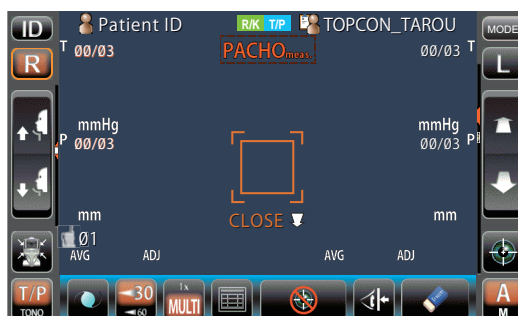 ID Patient ID R/K T/P TOPCON_TAROU MODE
T 00/03 PACHOmeas. 00/03 T
R L
mmHg mmHg
P 00/03 00/03 P
CLOSE
mm mm
Ø1
AVG ADJ AVG ADJ
T/P TONO 30 60 1x MULTI A M